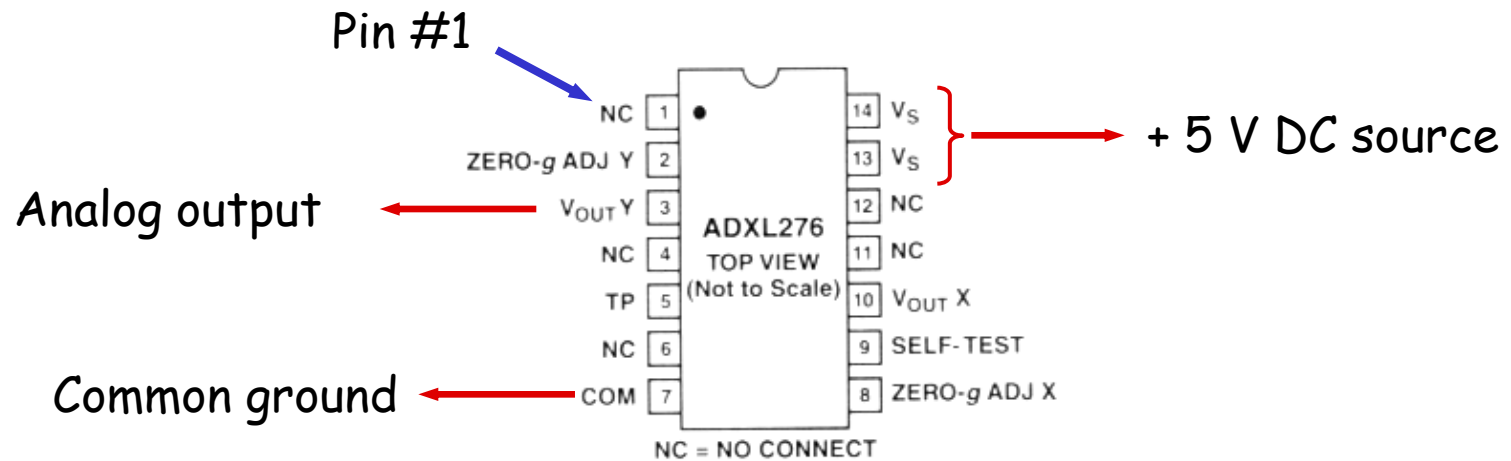 Pin #1
NC 1
ZERO-g ADJ Y 2
Analog output
VOUT Y 3
NC 4
TP 5
NC 6
Common ground
COM 7
ADXL276
TOP VIEW
(Not to Scale)
14 VS
13 VS
+ 5 V DC source
12 NC
11 NC
10 VOUT X
9 SELF-TEST
8 ZERO-g ADJ X
NC = NO CONNECT